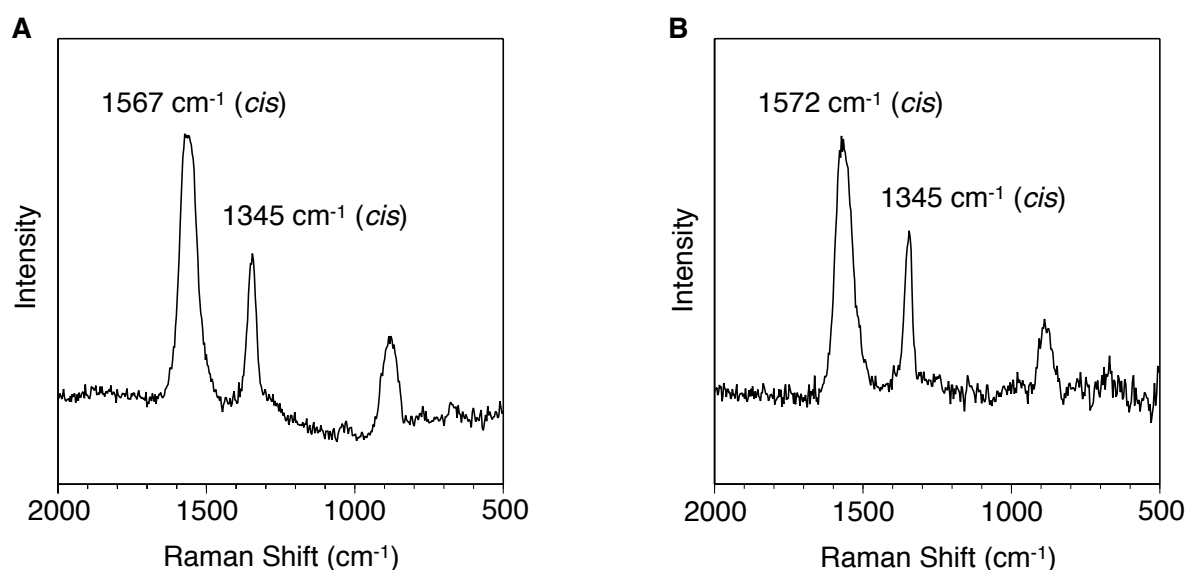 A
1567 cm⁻¹ (cis)
1345 cm⁻¹ (cis)
Intensity
2000 1500 1000 500
Raman Shift (cm⁻¹)
B
1572 cm⁻¹ (cis)
1345 cm⁻¹ (cis)
Intensity
2000 1500 1000 500
Raman Shift (cm⁻¹)